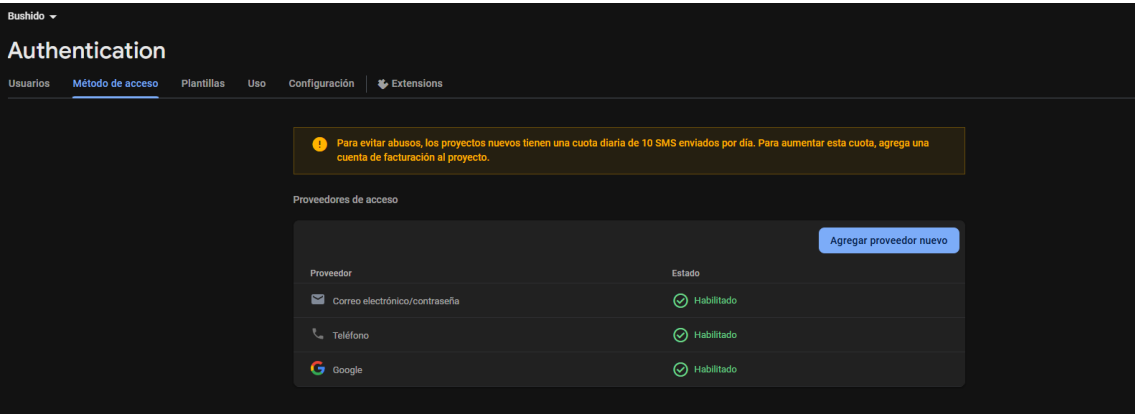 Bushido
Authentication
Usuarios Método de acceso Plantillas Uso Configuración Extensions
Para evitar abusos, los proyectos nuevos tienen una cuota diaria de 10 SMS enviados por día. Para aumentar esta cuota, agrega una
cuenta de facturación al proyecto.
Proveedores de acceso
Agregar proveedor nuevo
Proveedor Estado
Correo electrónico/contraseña Habilitado
Teléfono Habilitado
Google Habilitado